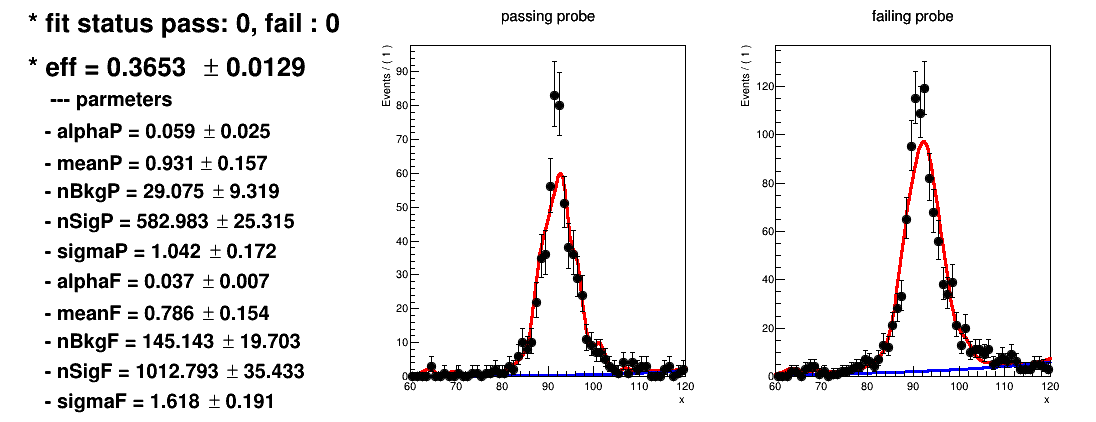 * fit status pass: 0, fail : 0
* eff = 0.3653 ± 0.0129
--- parmeters
- alphaP = 0.059 ± 0.025
- meanP = 0.931 ± 0.157
- nBkgP = 29.075 ± 9.319
- nSigP = 582.983 ± 25.315
- sigmaP = 1.042 ± 0.172
- alphaF = 0.037 ± 0.007
- meanF = 0.786 ± 0.154
- nBkgF = 145.143 ± 19.703
- nSigF = 1012.793 ± 35.433
- sigmaF = 1.618 ± 0.191
passing probe
Events / ( 1 )
90
80
70
60
50
40
30
20
10
0
60 70 80 90 100 110 120
x
failing probe
Events / ( 1 )
120
100
80
60
40
20
0
60 70 80 90 100 110 120
x